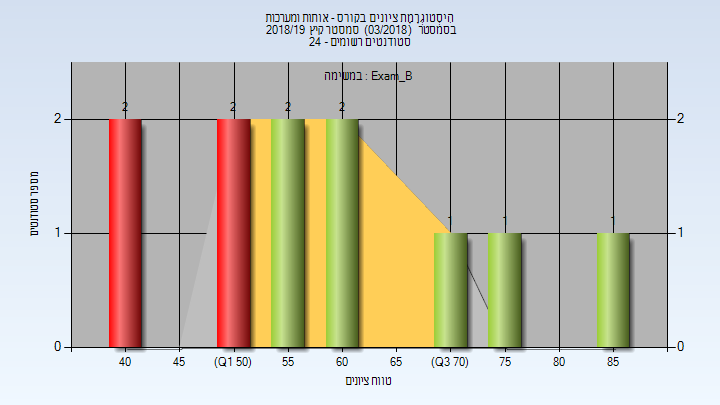 היסטוגרמת ציונים בקורס - אותות ומערכות
בסמסטר (03/2018) סמסטר קיץ 2018/19
סטודנטים רשומים - 24
במשימה : Exam_B
2 2 2 2
2 2
1 1 1
1 1
0 0
מספר סטודנטים
40 45 (Q1 50) 55 60 65 (Q3 70) 75 80 85
טווח ציונים